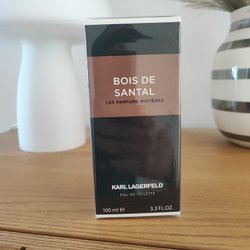 BOIS DE
SANTAL
LES PARFUMS MATIÈRES
KARL LAGERFELD
EAU DE TOILETTE
100 ml ℮ 3.3 FL.OZ.